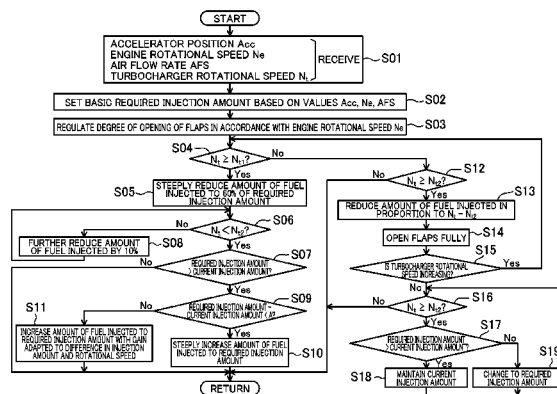 START
ACCELERATOR POSITION Acc
ENGINE ROTATIONAL SPEED Ne
AIR FLOW RATE AFS
TURBOCHARGER ROTATIONAL SPEED Nt
RECEIVE
S01
SET BASIC REQUIRED INJECTION AMOUNT BASED ON VALUES Acc, Ne, AFS
S02
REGULATE DEGREE OF OPENING OF FLAPS IN ACCORDANCE WITH ENGINE ROTATIONAL SPEED Ne
S03
S04
Nt ≥ Nt1?
No
Yes
S05
STEEPLY REDUCE AMOUNT OF FUEL
INJECTED TO 60% OF REQUIRED
INJECTION AMOUNT
S06
Nt < Nt2?
No
Yes
S08
FURTHER REDUCE AMOUNT
OF FUEL INJECTED BY 10%
S07
REQUIRED INJECTION AMOUNT
> CURRENT INJECTION AMOUNT?
No
Yes
S09
REQUIRED INJECTION AMOUNT -
CURRENT INJECTION AMOUNT < A?
No
Yes
S11
INCREASE AMOUNT OF FUEL INJECTED TO
REQUIRED INJECTION AMOUNT WITH GAIN
ADAPTED TO DIFFERENCE IN INJECTION
AMOUNT AND ROTATIONAL SPEED
STEEPLY INCREASE AMOUNT OF FUEL
INJECTED TO REQUIRED INJECTION
AMOUNT
S10
RETURN
S12
Nt ≥ Nt2?
No
Yes
S13
REDUCE AMOUNT OF FUEL INJECTED IN
PROPORTION TO Nt - Nt2
S14
OPEN FLAPS FULLY
S15
IS TURBOCHARGER ROTATIONAL
SPEED INCREASING?
Yes
No
S16
Nt ≥ Nt2?
No
Yes
S17
REQUIRED INJECTION AMOUNT
> CURRENT INJECTION AMOUNT?
No
Yes
S18
MAINTAIN CURRENT
INJECTION AMOUNT
S19
CHANGE TO REQUIRED
INJECTION AMOUNT